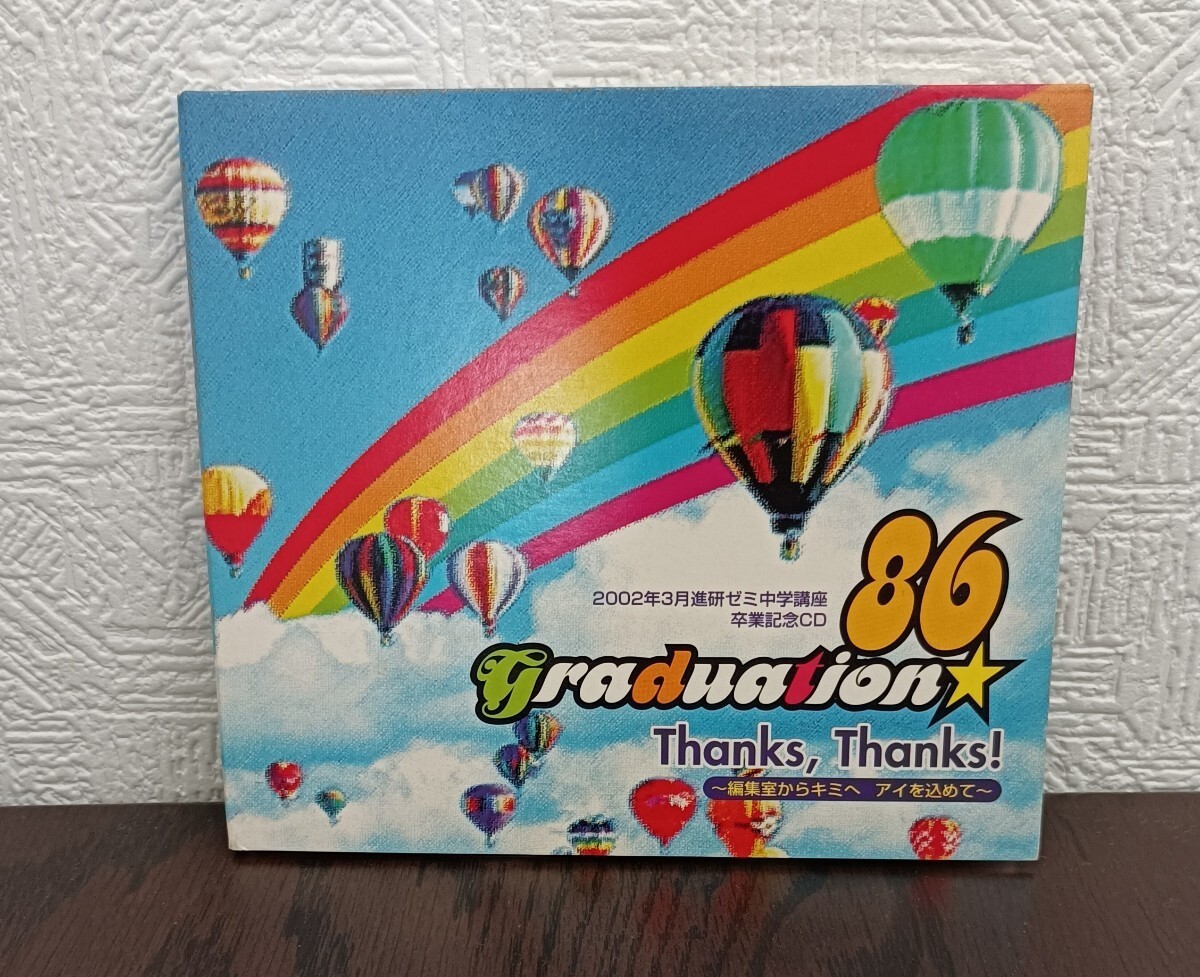 2002年3月進研ゼミ中学講座
卒業記念CD
86
graduation★
Thanks, Thanks!
～編集室からキミへ アイを込めて～